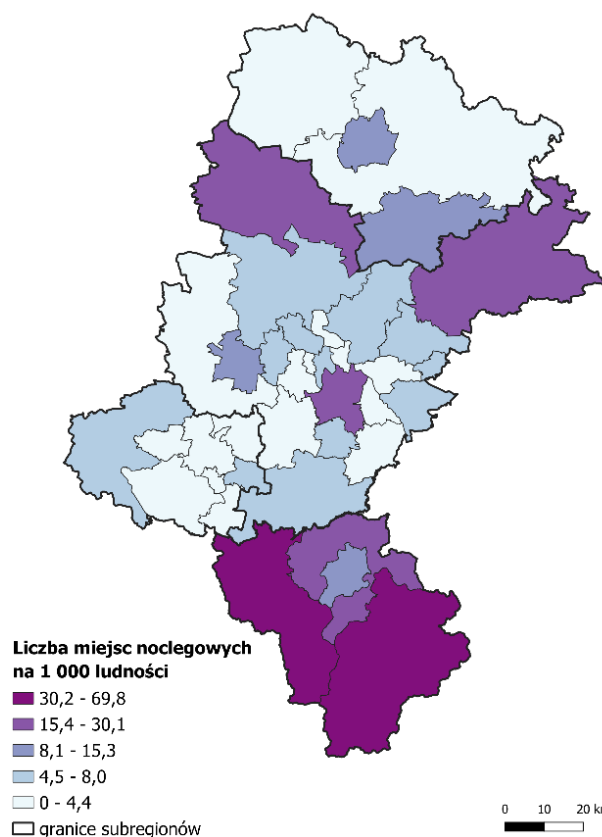 Liczba miejsc noclegowych
na 1 000 ludności
30,2 - 69,8
15,4 - 30,1
8,1 - 15,3
4,5 - 8,0
0 - 4,4
granice subregionów
0 10 20 km